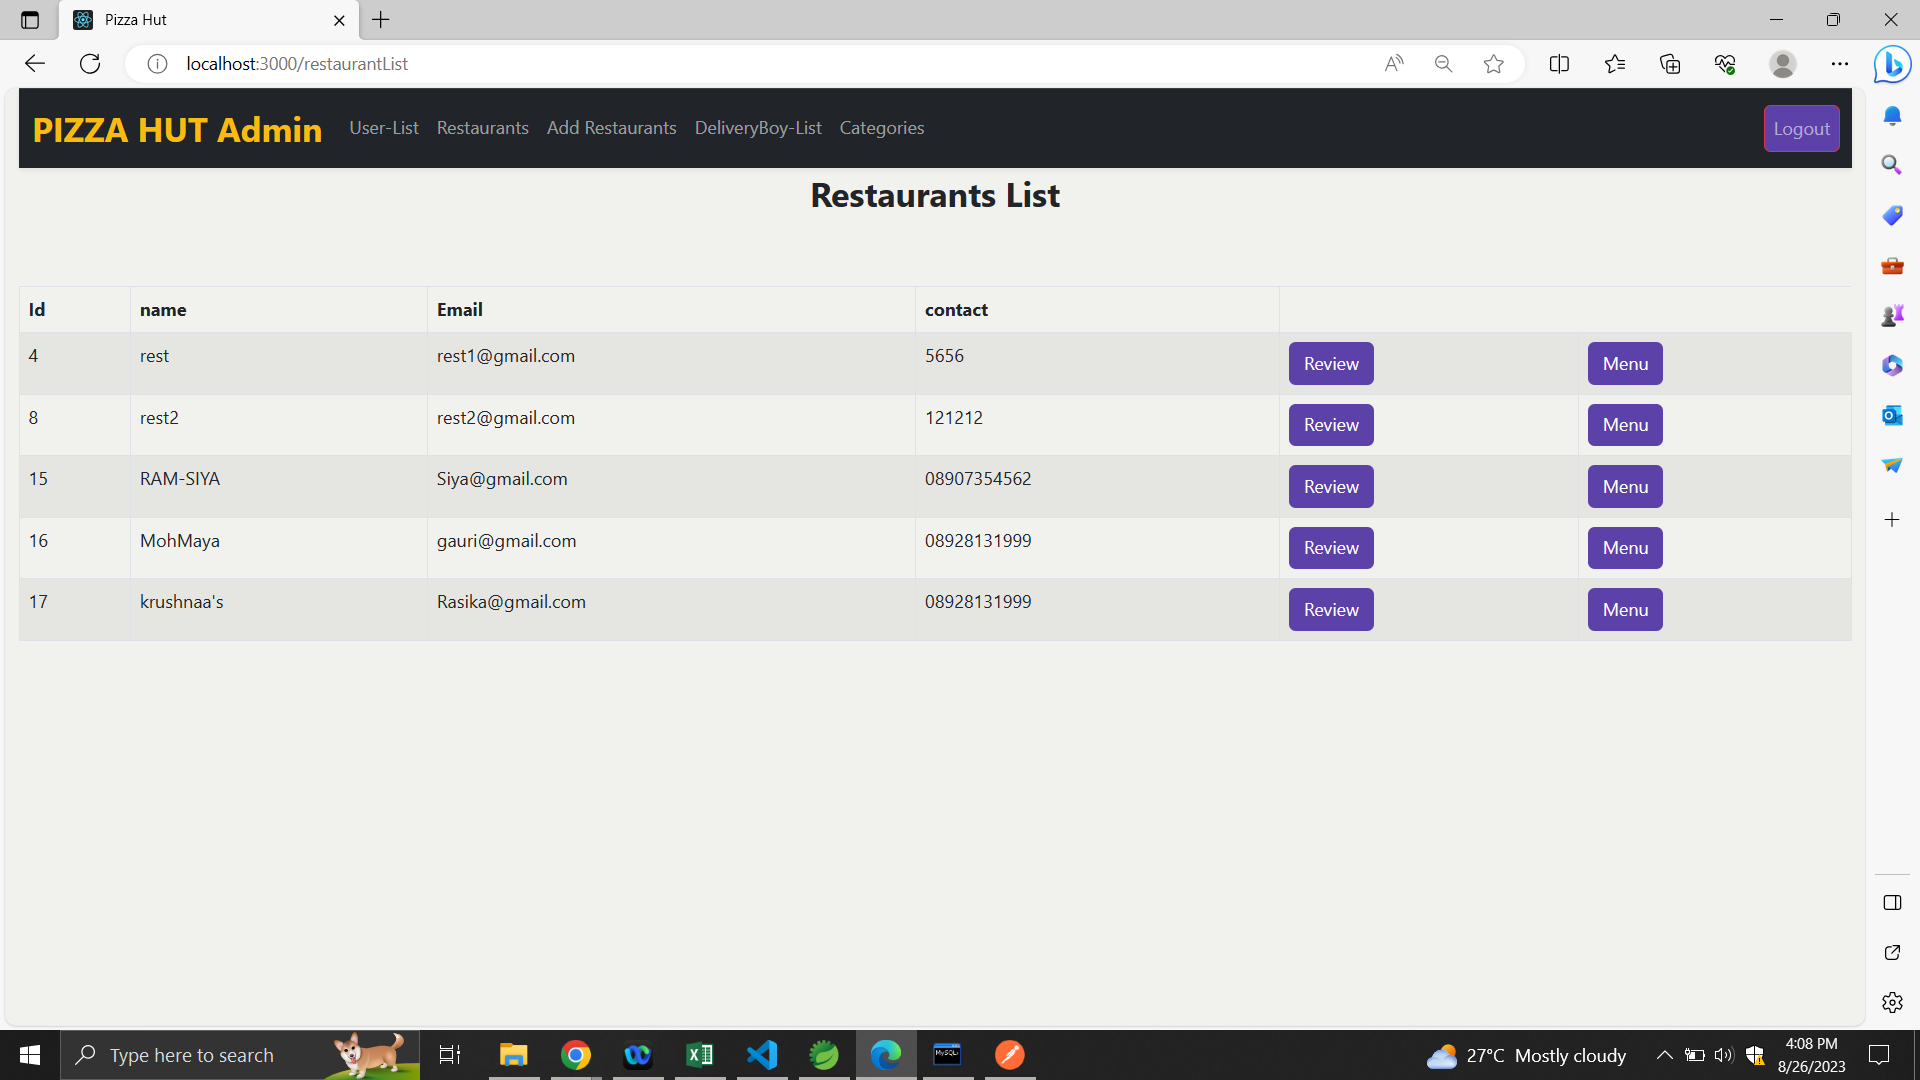 Pizza Hut
localhost:3000/restaurantList
PIZZA HUT Admin User-List Restaurants Add Restaurants DeliveryBoy-List Categories Logout
Restaurants List
Id name Email contact
4 rest rest1@gmail.com 5656 Review Menu
8 rest2 rest2@gmail.com 121212 Review Menu
15 RAM-SIYA Siya@gmail.com 08907354562 Review Menu
16 MohMaya gauri@gmail.com 08928131999 Review Menu
17 krushnaa's Rasika@gmail.com 08928131999 Review Menu
Type here to search
27°C Mostly cloudy
4:08 PM
8/26/2023